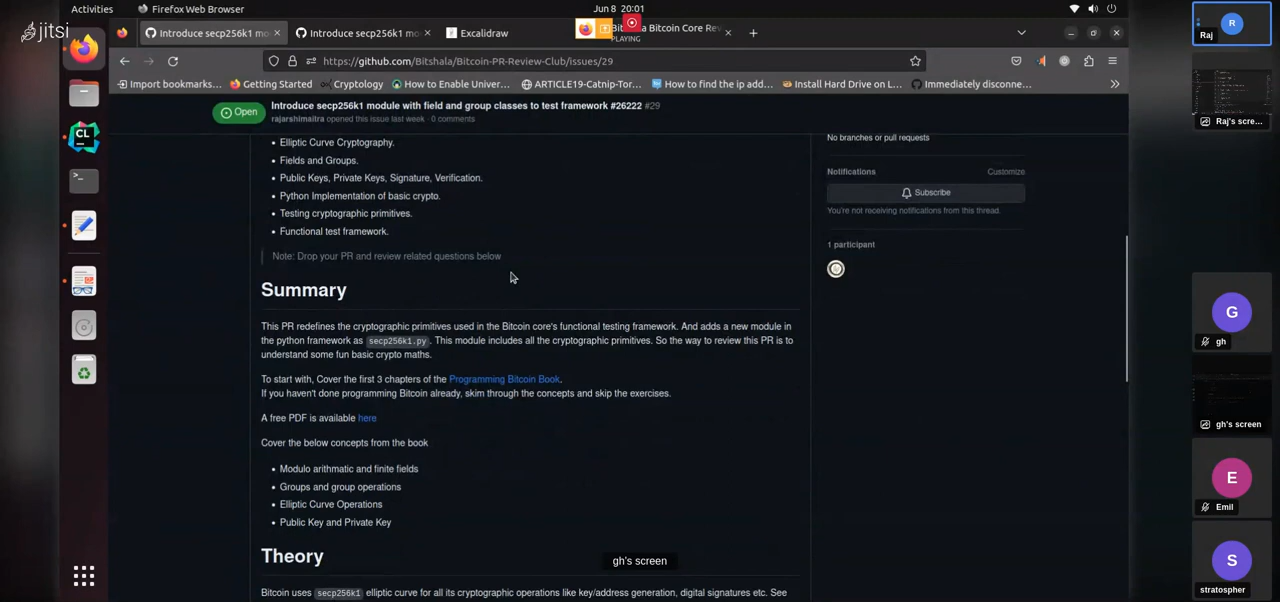 Activities
Firefox Web Browser
Jun 8 20:01
jitsi
Introduce secp256k1 mo
Introduce secp256k1 m
Excalidraw
a Bitcoin Core Rev
PLAYING
https://github.com/Bitshala/Bitcoin-PR-Review-Club/issues/29
Import bookmarks…
Getting Started
Cryptology
How to Enable Univer…
ARTICLE19-Catnip-Tor…
How to find the ip add…
Install Hard Drive on L…
Immediately disconne…
Open
Introduce secp256k1 module with field and group classes to test framework #26222 #29
rajarshimaitra opened this issue last week · 0 comments
Elliptic Curve Cryptography.
Fields and Groups.
Public Keys, Private Keys, Signature, Verification.
Python Implementation of basic crypto.
Testing cryptographic primitives.
Functional test framework.
Note: Drop your PR and review related questions below
Summary
This PR redefines the cryptographic primitives used in the Bitcoin core's functional testing framework. And adds a new module in
the python framework as secp256k1.py. This module includes all the cryptographic primitives. So the way to review this PR is to
understand some fun basic crypto maths.
To start with, Cover the first 3 chapters of the Programming Bitcoin Book.
If you haven't done programming Bitcoin already, skim through the concepts and skip the exercises.
A free PDF is available here
Cover the below concepts from the book
Modulo arithmatic and finite fields
Groups and group operations
Elliptic Curve Operations
Public Key and Private Key
Theory
Bitcoin uses secp256k1 elliptic curve for all its cryptographic operations like key/address generation, digital signatures etc. See
No branches or pull requests
Notifications
Customize
Subscribe
You're not receiving notifications from this thread.
1 participant
gh's screen
R
Raj
Raj's scre...
G
gh
gh's screen
E
Emil
S
stratospher